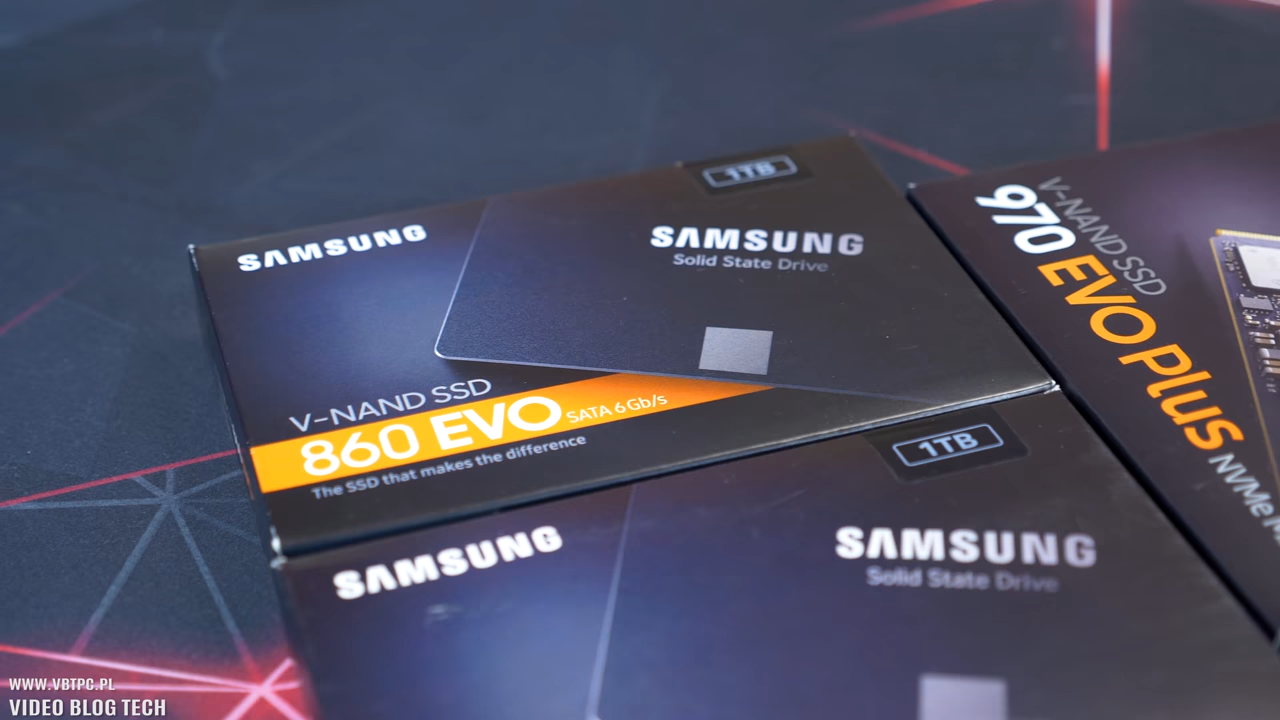 1TB
SAMSUNG
SAMSUNG
Solid State Drive
V-NAND SSD
860 EVO SATA 6Gb/s
The SSD that makes the difference
V-NAND SSD
970 EVO Plus
NVMe
1TB
SAMSUNG
SAMSUNG
Solid State Drive
WWW.VBTPC.PL
VIDEO BLOG TECH